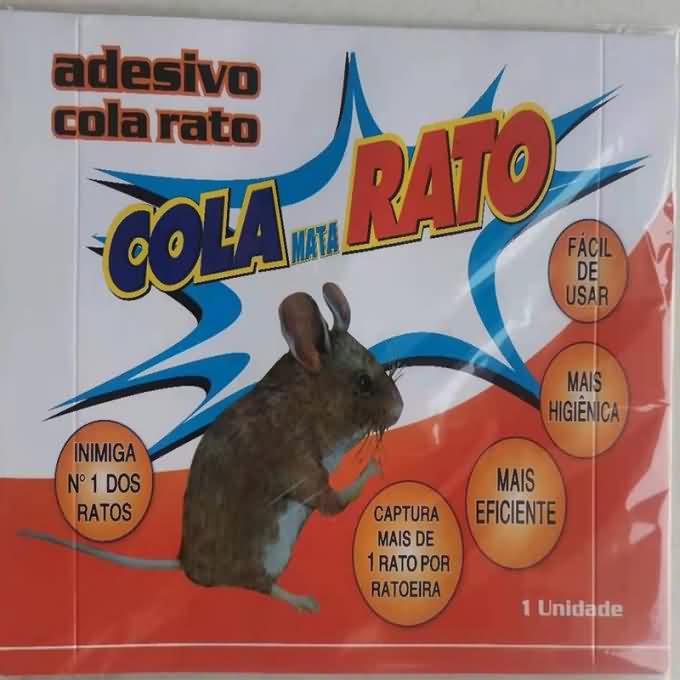 adesivo
cola rato
COLA MATA RATO
FÁCIL
DE
USAR
MAIS
HIGIÊNICA
INIMIGA
Nº 1 DOS
RATOS
MAIS
EFICIENTE
CAPTURA
MAIS DE
1 RATO POR
RATOEIRA
1 Unidade